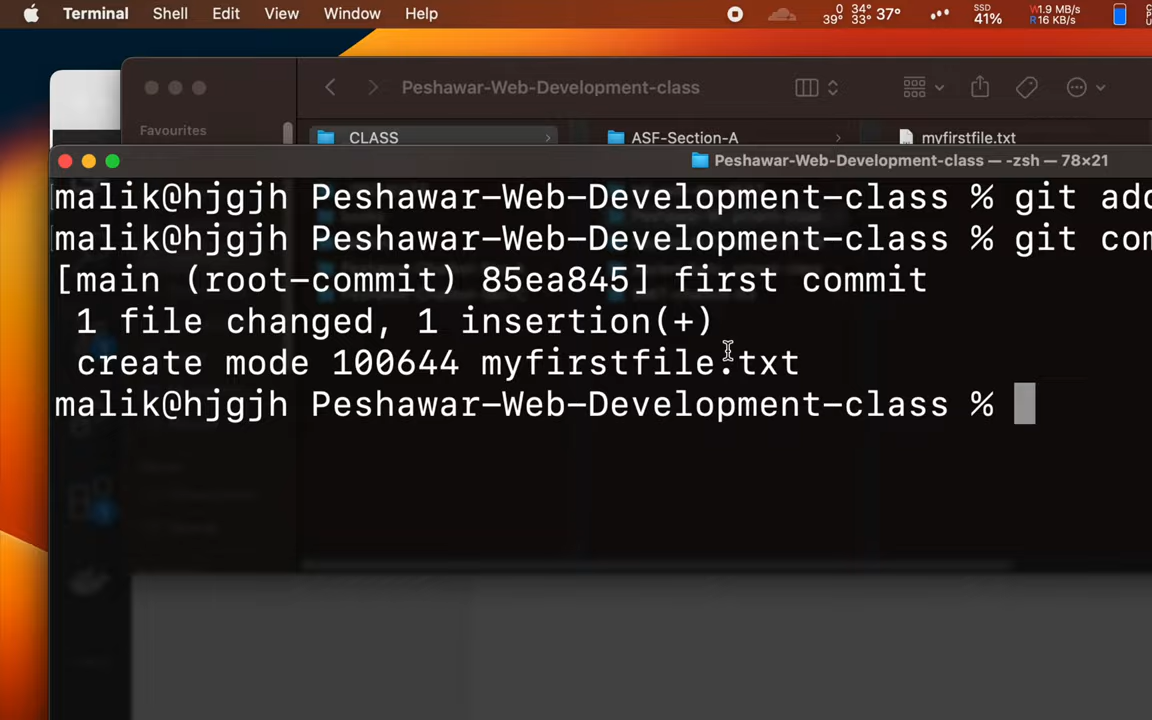 Terminal Shell Edit View Window Help
0 34° 37°
39° 33°
SSD
41%
W1.9 MB/s
R16 KB/s
Peshawar-Web-Development-class
Favourites
CLASS
ASF-Section-A
myfirstfile.txt
Peshawar-Web-Development-class — -zsh — 78×21
malik@hjgjh Peshawar-Web-Development-class % git add
malik@hjgjh Peshawar-Web-Development-class % git com
[main (root-commit) 85ea845] first commit
1 file changed, 1 insertion(+)
create mode 100644 myfirstfile.txt
malik@hjgjh Peshawar-Web-Development-class %